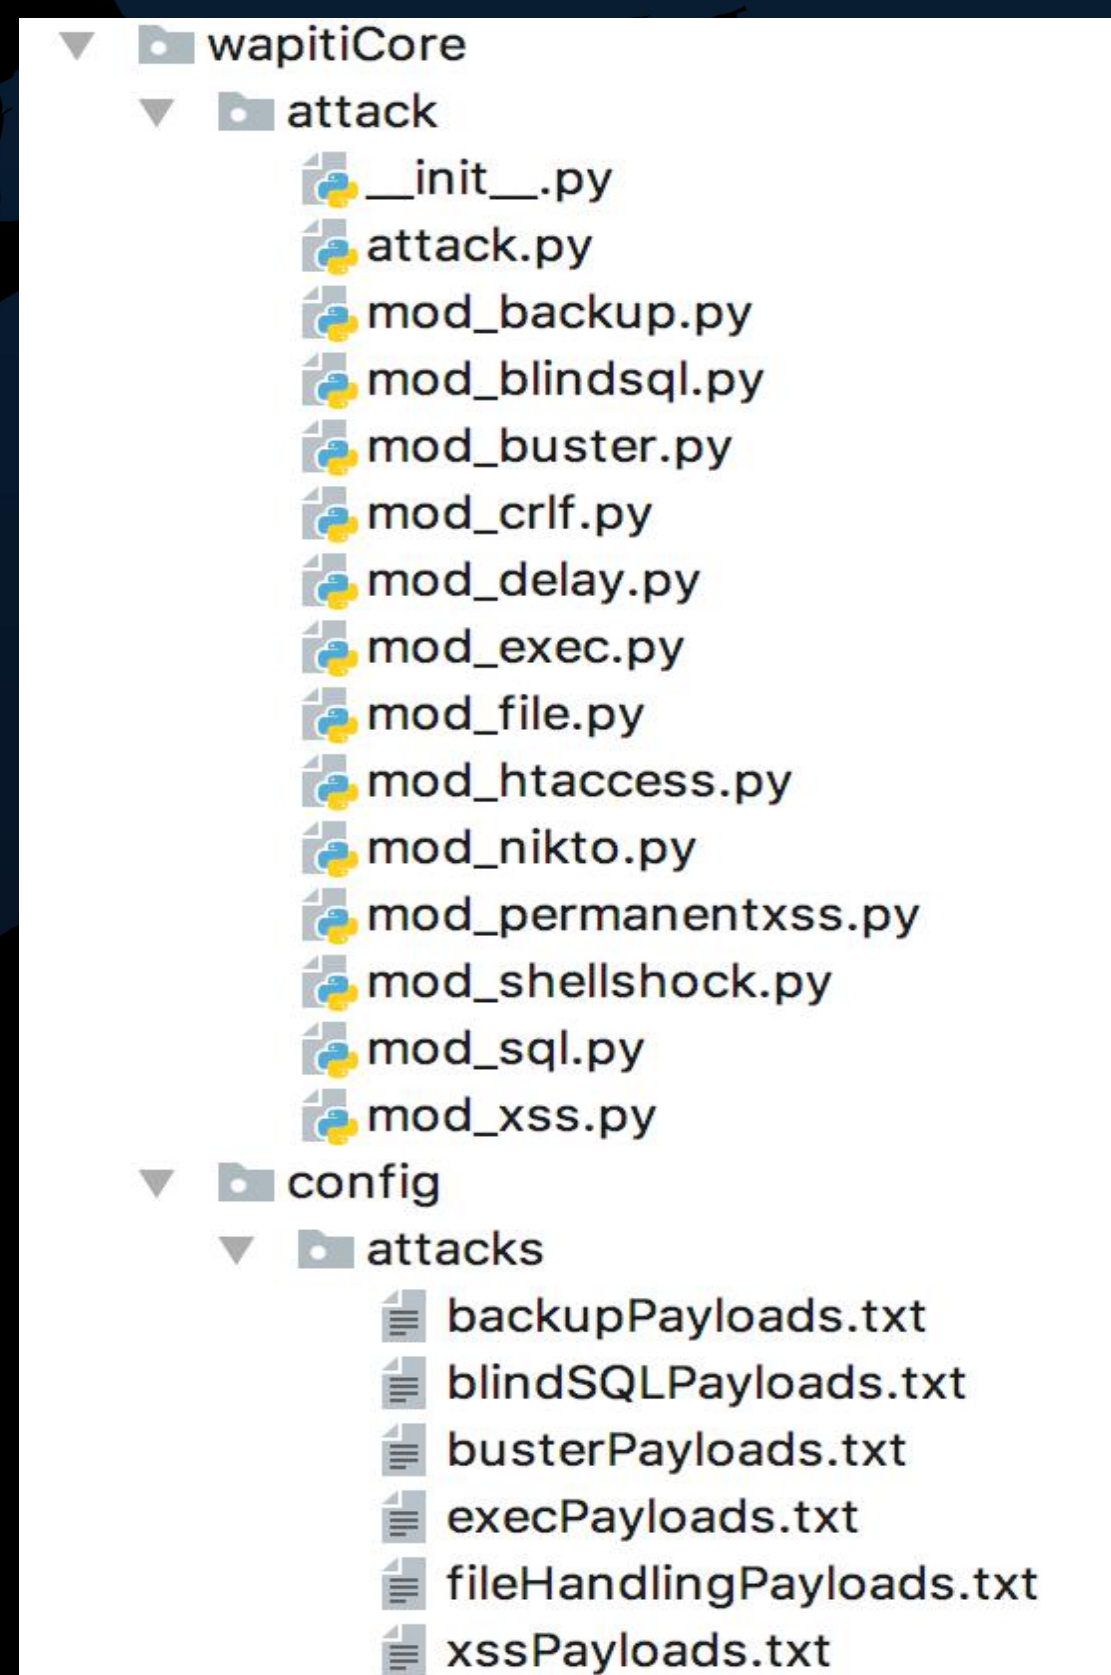 wapitiCore
attack
__init__.py
attack.py
mod_backup.py
mod_blindsql.py
mod_buster.py
mod_crlf.py
mod_delay.py
mod_exec.py
mod_file.py
mod_htaccess.py
mod_nikto.py
mod_permanentxss.py
mod_shellshock.py
mod_sql.py
mod_xss.py
config
attacks
backupPayloads.txt
blindSQLPayloads.txt
busterPayloads.txt
execPayloads.txt
fileHandlingPayloads.txt
xssPayloads.txt